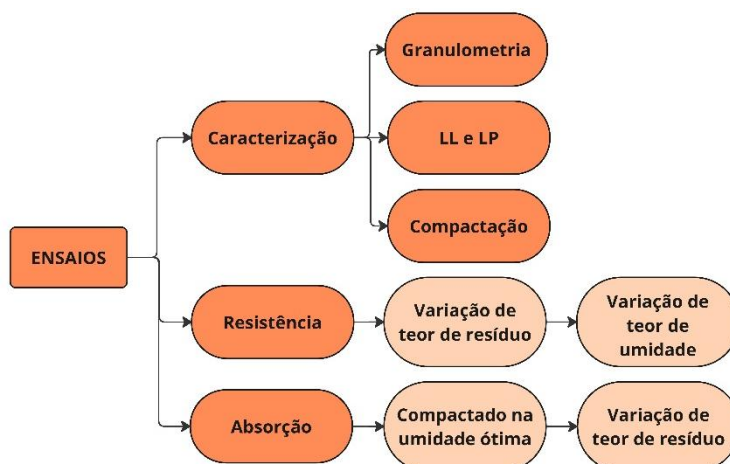 Granulometria
Caracterização
LL e LP
Compactação
ENSAIOS
Resistência
Variação de
teor de resíduo
Variação de
teor de
umidade
Absorção
Compactado na
umidade ótima
Variação de
teor de resíduo